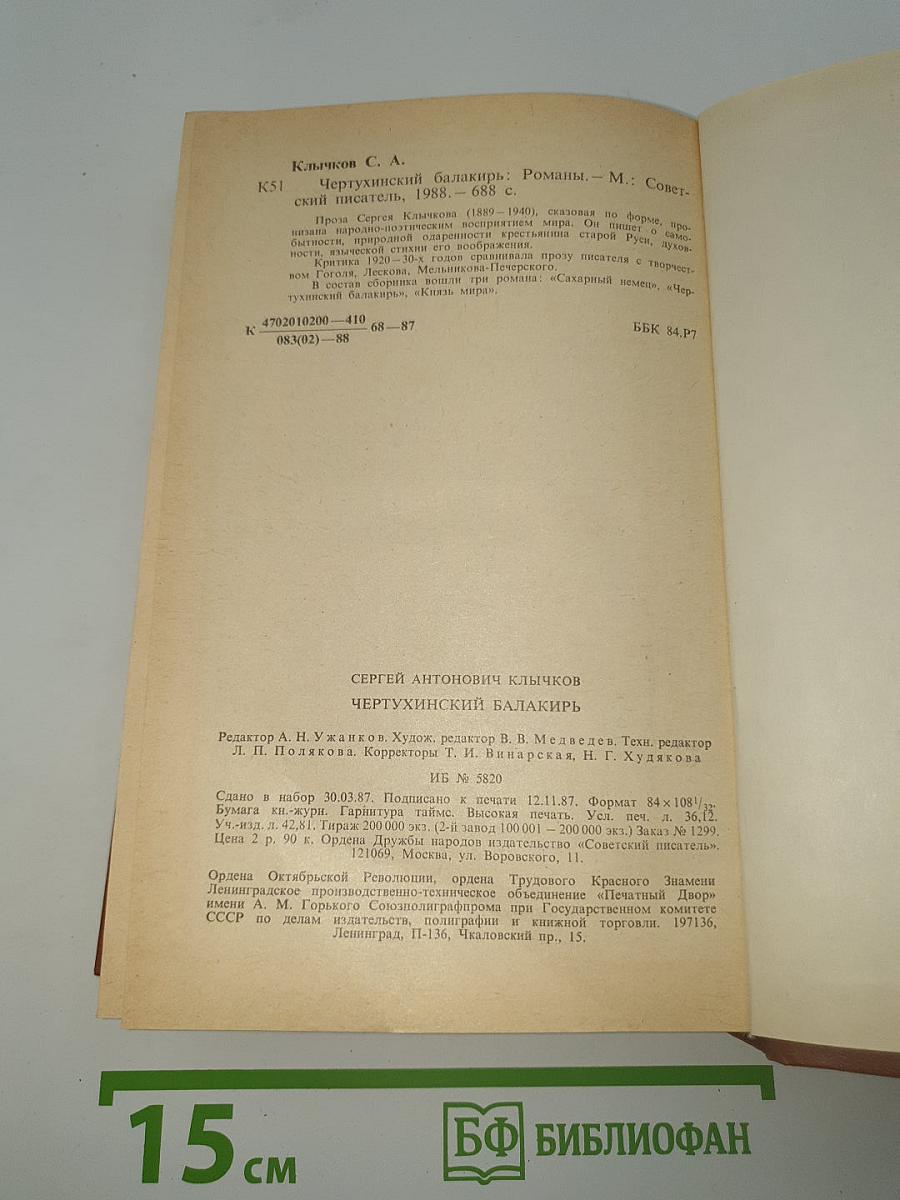 Клычков С. А.
К51 Чертухинский балакирь: Романы.— М.: Совет-
ский писатель, 1988.— 688 с.
Проза Сергея Клычкова (1889—1940), сказовая по форме, про-
низана народно-поэтическим восприятием мира. Он пишет о само-
бытности, природной одаренности крестьянина старой Руси, духов-
ности, языческой стихии его воображения.
Критика 1920—30-х годов сравнивала прозу писателя с творчест-
вом Гоголя, Лескова, Мельникова-Печерского.
В состав сборника вошли три романа: «Сахарный немец», «Чер-
тухинский балакирь», «Князь мира».
К 4702010200—410 68—87
083(02)—88
ББК 84.Р7
СЕРГЕЙ АНТОНОВИЧ КЛЫЧКОВ
ЧЕРТУХИНСКИЙ БАЛАКИРЬ
Редактор А. Н. Ужанков. Худож. редактор В. В. Медведев. Техн. редактор
Л. П. Полякова. Корректоры Т. И. Винарская, Н. Г. Худякова
ИБ № 5820
Сдано в набор 30.03.87. Подписано к печати 12.11.87. Формат 84×108¹/₃₂.
Бумага кн.-журн. Гарнитура таймс. Высокая печать. Усл. печ. л. 36,12.
Уч.-изд. л. 42,81. Тираж 200 000 экз. (2-й завод 100 001—200 000 экз.) Заказ № 1299.
Цена 2 р. 90 к. Ордена Дружбы народов издательство «Советский писатель».
121069, Москва, ул. Воровского, 11.
Ордена Октябрьской Революции, ордена Трудового Красного Знамени
Ленинградское производственно-техническое объединение «Печатный Двор»
имени А. М. Горького Союзполиграфпрома при Государственном комитете
СССР по делам издательств, полиграфии и книжной торговли. 197136,
Ленинград, П-136, Чкаловский пр., 15.
15 см
БФ БИБЛИОФАН